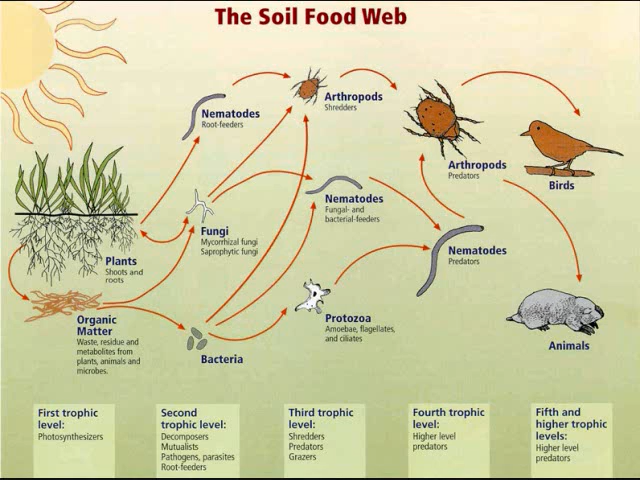 The Soil Food Web
Nematodes
Root-feeders
Arthropods
Shredders
Arthropods
Predators
Birds
Nematodes
Fungal- and
bacterial-feeders
Fungi
Mycorrhizal fungi
Saprophytic fungi
Plants
Shoots and
roots
Nematodes
Predators
Organic
Matter
Waste, residue and
metabolites from
plants, animals and
microbes.
Bacteria
Protozoa
Amoebae, flagellates,
and ciliates
Animals
First trophic
level:
Photosynthesizers
Second
trophic level:
Decomposers
Mutualists
Pathogens, parasites
Root-feeders
Third trophic
level:
Shredders
Predators
Grazers
Fourth trophic
level:
Higher level
predators
Fifth and
higher trophic
levels:
Higher level
predators